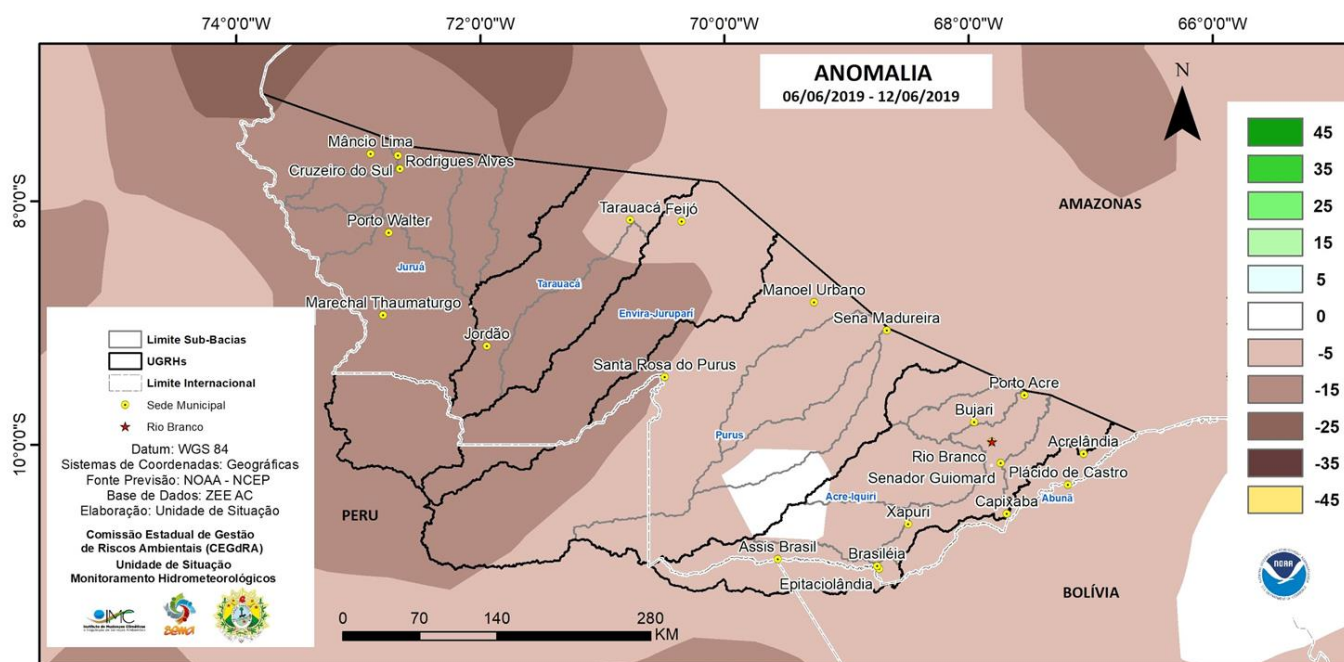 74°0'0"W
72°0'0"W
70°0'0"W
68°0'0"W
66°0'0"W
8°0'0"S
10°0'0"S
ANOMALIA
06/06/2019 - 12/06/2019
N
45
35
25
15
5
0
-5
-15
-25
-35
-45
AMAZONAS
PERU
BOLÍVIA
Mâncio Lima
Rodrigues Alves
Cruzeiro do Sul
Porto Walter
Juruá
Marechal Thaumaturgo
Tarauacá
Feijó
Tarauacá
Jordão
Envira-Jurupari
Manoel Urbano
Sena Madureira
Santa Rosa do Purus
Porto Acre
Bujari
Purus
Acrelândia
Rio Branco
Plácido de Castro
Senador Guiomard
Acre-Iquiri
Capixaba
Abunã
Xapuri
Assis Brasil
Brasiléia
Epitaciolândia
Limite Sub-Bacias
UGRHs
Limite Internacional
Sede Municipal
Rio Branco
Datum: WGS 84
Sistemas de Coordenadas: Geográficas
Fonte Previsão: NOAA - NCEP
Base de Dados: ZEE AC
Elaboração: Unidade de Situação
Comissão Estadual de Gestão
de Riscos Ambientais (CEGdRA)
Unidade de Situação
Monitoramento Hidrometeorológicos
IMC
sema
0
70
140
280
KM
NOAA